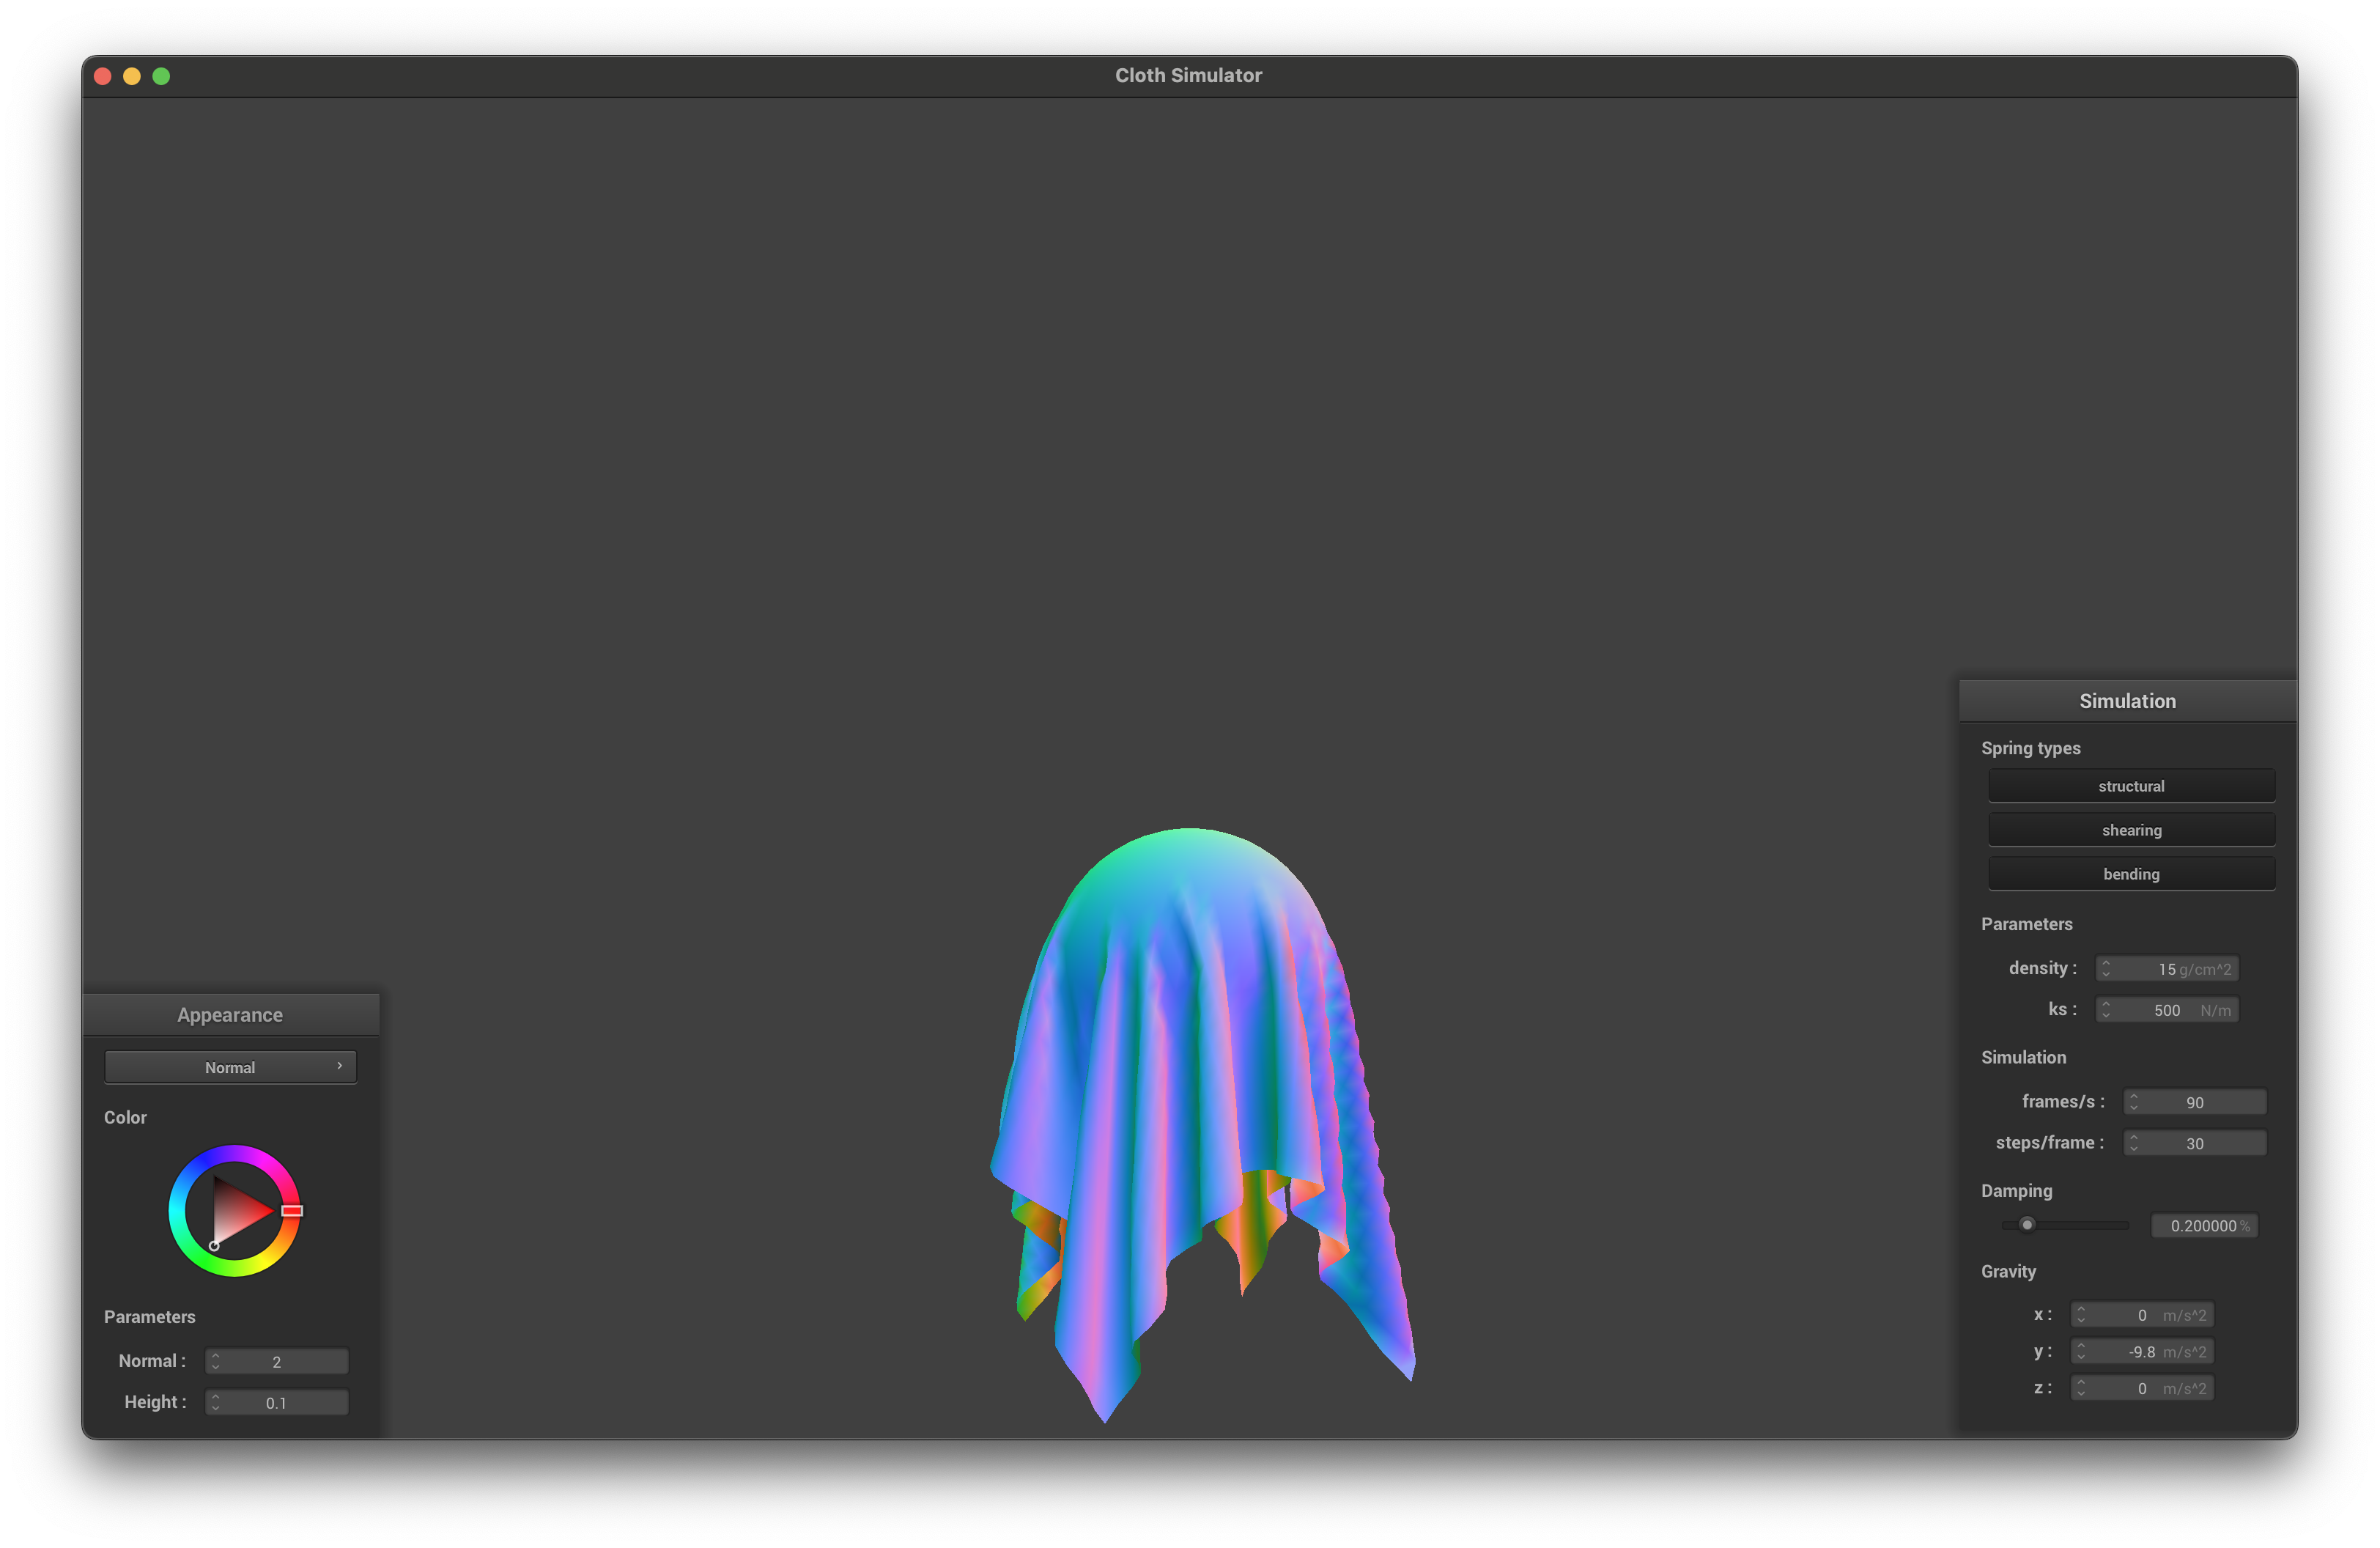 Cloth Simulator
Appearance
Normal
Color
Parameters
Normal : 2
Height : 0.1
Simulation
Spring types
structural
shearing
bending
Parameters
density : 15 g/cm^2
ks : 500 N/m
Simulation
frames/s : 90
steps/frame : 30
Damping
0.200000 %
Gravity
x : 0 m/s^2
y : -9.8 m/s^2
z : 0 m/s^2